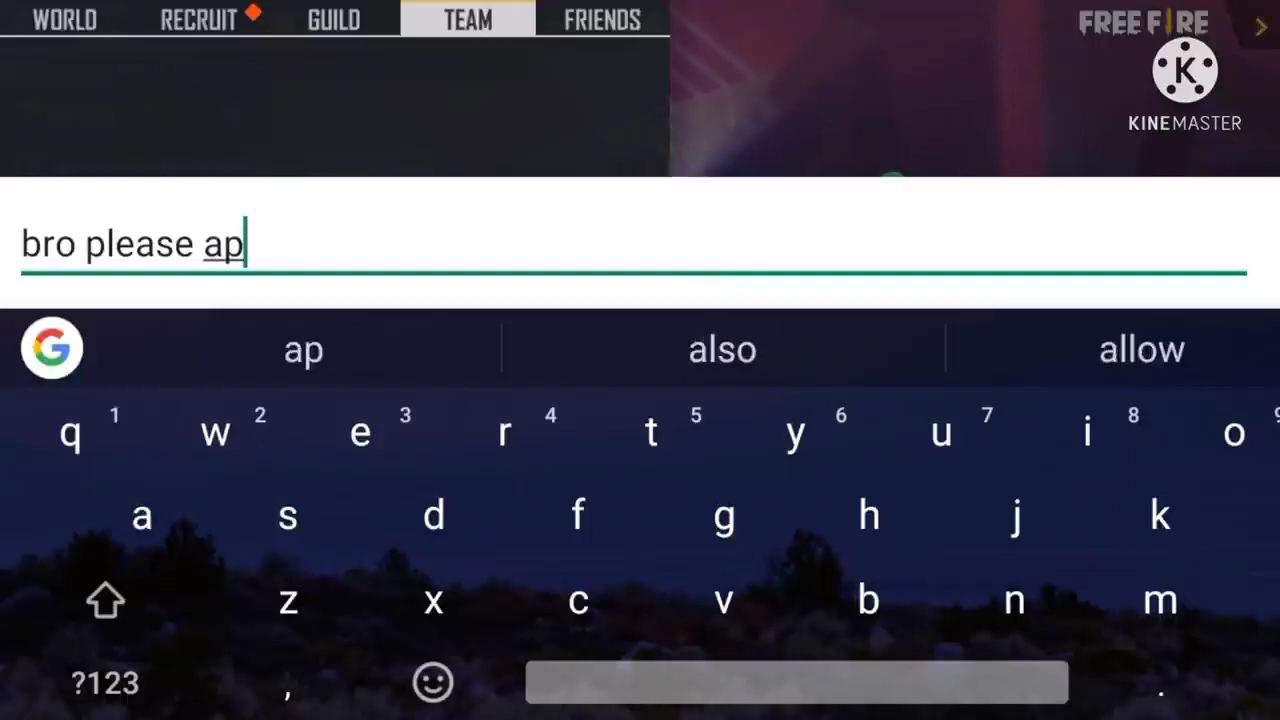 WORLD RECRUIT GUILD TEAM FRIENDS FREE FIRE
K
KINEMASTER
bro please ap
G ap also allow
q 1 w 2 e 3 r 4 t 5 y 6 u 7 i 8 o
a s d f g h j k
z x c v b n m
?123 , .